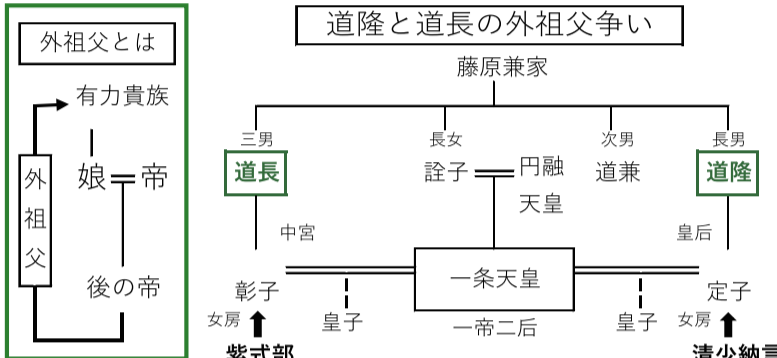 外祖父とは
有力貴族
娘
帝
外祖父
後の帝
道隆と道長の外祖父争い
藤原兼家
三男
長女
次男
長男
道長
詮子
円融
天皇
道兼
道隆
中宮
皇后
一条天皇
彰子
定子
女房
皇子
一帝二后
皇子
女房
紫式部
清少納言